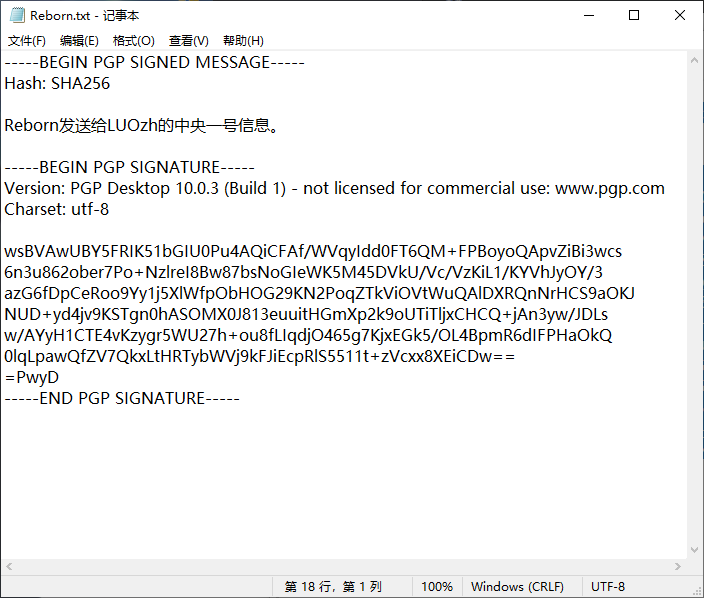 Reborn.txt - 记事本
文件(F) 编辑(E) 格式(O) 查看(V) 帮助(H)
-----BEGIN PGP SIGNED MESSAGE-----
Hash: SHA256

Reborn发送给LUOzh的中央一号信息。

-----BEGIN PGP SIGNATURE-----
Version: PGP Desktop 10.0.3 (Build 1) - not licensed for commercial use: www.pgp.com
Charset: utf-8

wsBVAwUBY5FRIK51bGIU0Pu4AQiCFAf/WVqyIdd0FT6QM+FPBoyoQApvZiBi3wcs
6n3u862ober7Po+NzlreI8Bw87bsNoGIeWK5M45DVkU/Vc/VzKiL1/KYVhJyOY/3
azG6fDpCeRoo9Yy1j5XlWfpObHOG29KN2PoqZTkViOVtWuQAlDXRQnNrHCS9aOKJ
NUD+yd4jv9KSTgn0hASOMX0J813euuitHGmXp2k9oUTiTljxCHCQ+jAn3yw/JDLs
w/AYyH1CTE4vKzygr5WU27h+ou8fLIqdjO465g7KjxEGk5/OL4BpmR6dIFPHaOkQ
0lqLpawQfZV7QkxLtHRTybWVj9kFJiEcpRlS5511t+zVcxx8XEiCDw==
=PwyD
-----END PGP SIGNATURE-----
第 18 行，第 1 列 100% Windows (CRLF) UTF-8